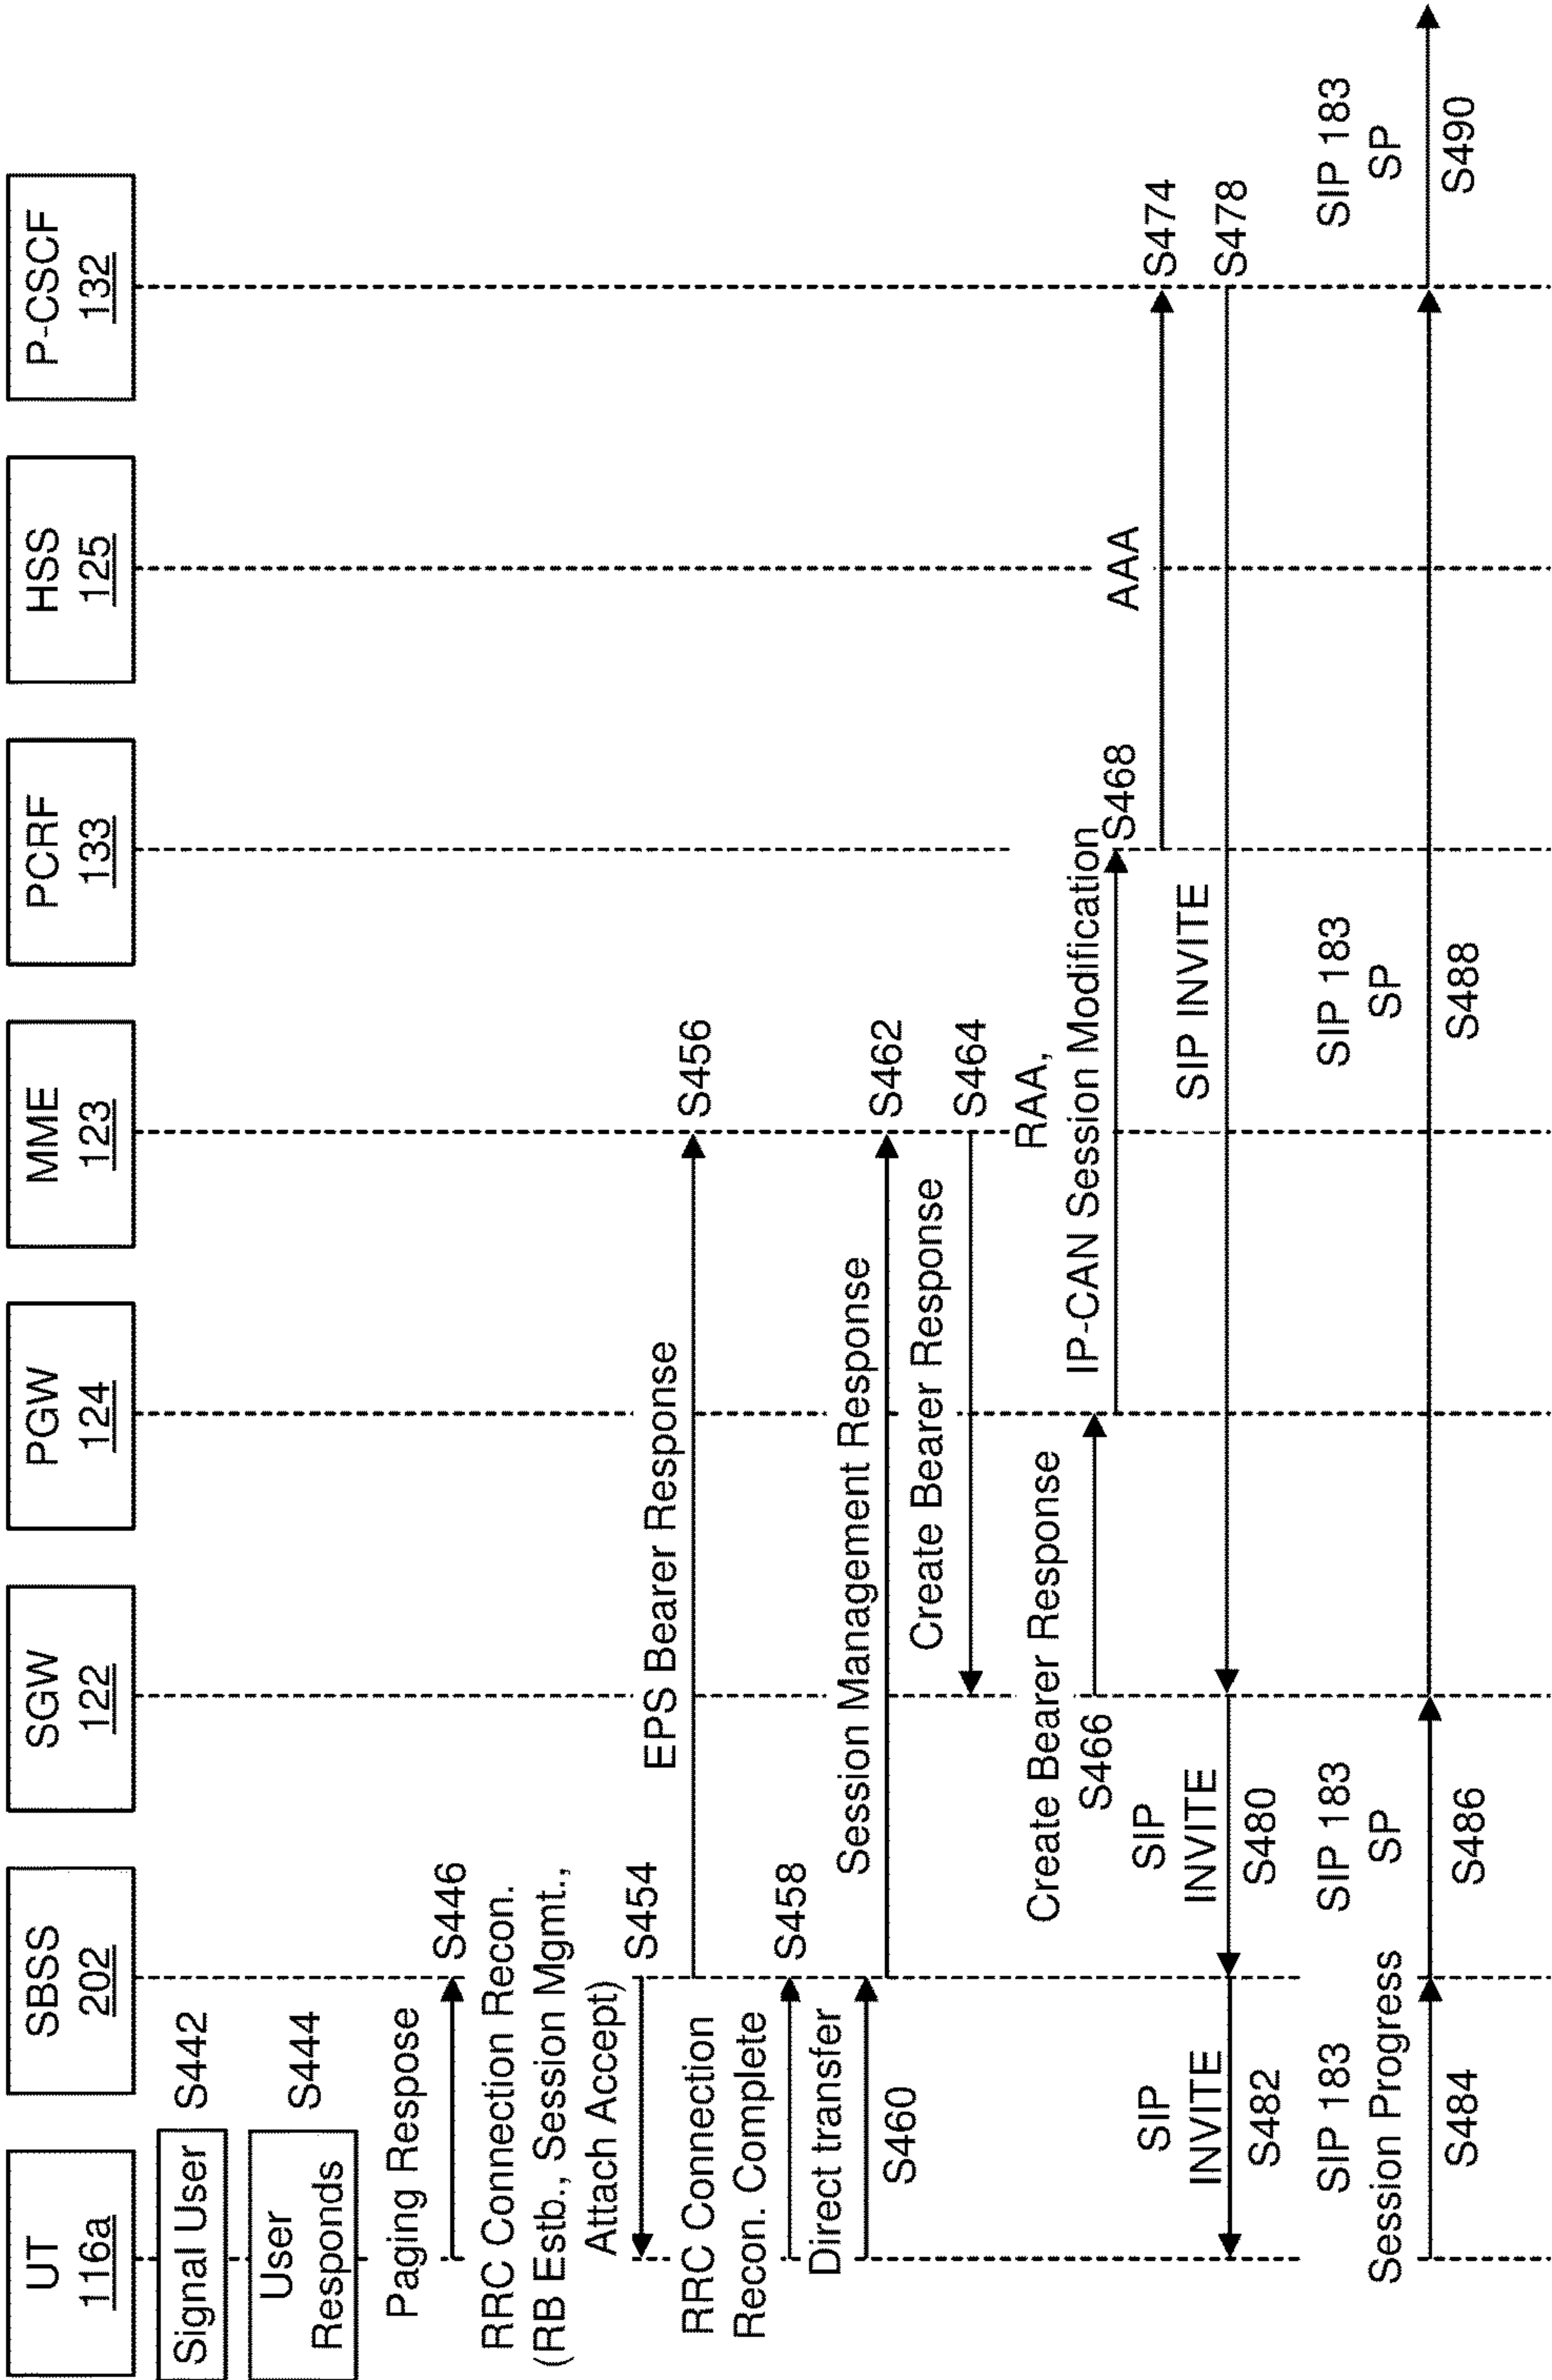 UT
116a
SBSS
202
SGW
122
PGW
124
MME
123
PCRF
133
HSS
125
P-CSCF
132
Signal User
S442
User
Responds
S444
Paging Respose
S446
RRC Connection Recon.
(RB Estb., Session Mgmt.,
Attach Accept)
S454
EPS Bearer Response
S456
RRC Connection
Recon. Complete
S458
Direct transfer
S460
Session Management Response
S462
Create Bearer Response
S464
Create Bearer Response
S466
RAA,
IP-CAN Session Modification
S468
AAA
S474
SIP INVITE
S478
SIP
INVITE
S480
SIP
INVITE
S482
SIP 183
Session Progress
S484
SIP 183
SP
S486
SIP 183
SP
S488
SIP 183
SP
S490